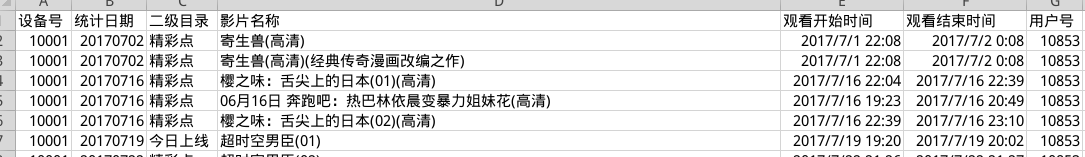 A B C D E F G
设备号 统计日期 二级目录 影片名称 观看开始时间 观看结束时间 用户号
10001 20170702 精彩点 寄生兽(高清) 2017/7/1 22:08 2017/7/2 0:08 10853
10001 20170702 精彩点 寄生兽(高清)(经典传奇漫画改编之作) 2017/7/1 22:08 2017/7/2 0:08 10853
10001 20170716 精彩点 樱之味：舌尖上的日本(01)(高清) 2017/7/16 22:04 2017/7/16 22:39 10853
10001 20170716 精彩点 06月16日 奔跑吧：热巴林依晨变暴力姐妹花(高清) 2017/7/16 19:23 2017/7/16 20:49 10853
10001 20170716 精彩点 樱之味：舌尖上的日本(02)(高清) 2017/7/16 22:39 2017/7/16 23:10 10853
10001 20170719 今日上线 超时空男臣(01) 2017/7/19 19:20 2017/7/19 20:02 10853